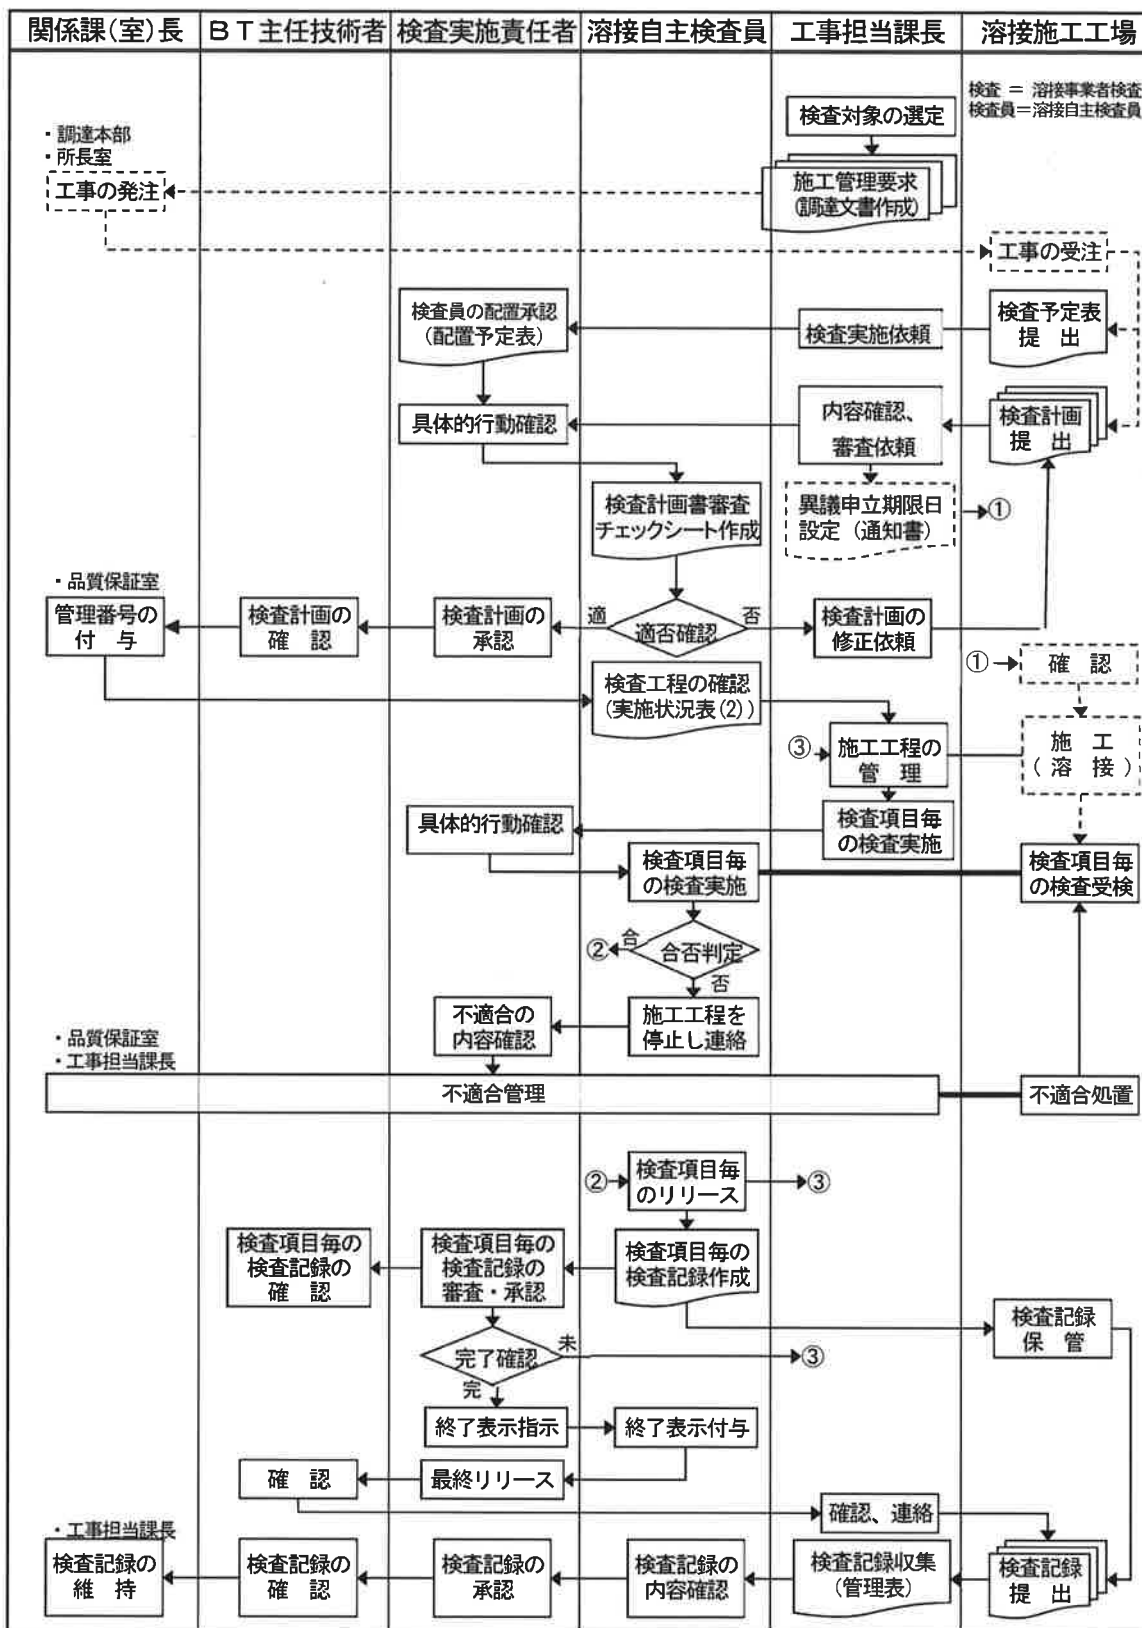 関係課(室)長
BT主任技術者
検査実施責任者
溶接自主検査員
工事担当課長
溶接施工工場
検査 = 溶接事業者検査
検査員=溶接自主検査員
検査対象の選定
・調達本部
・所長室
工事の発注
施工管理要求
(調達文書作成)
工事の受注
検査員の配置承認
(配置予定表)
検査実施依頼
検査予定表
提 出
具体的行動確認
内容確認、
審査依頼
検査計画
提 出
検査計画書審査
チェックシート作成
異議申立期限日
設定(通知書)
①
・品質保証室
管理番号の
付 与
検査計画の
確 認
検査計画の
承認
適
適否確認
否
検査計画の
修正依頼
①
確 認
検査工程の確認
(実施状況表(2))
③
施工工程の
管 理
施 工
(溶 接)
具体的行動確認
検査項目毎
の検査実施
検査項目毎
の検査実施
検査項目毎
の検査受検
②
合
合否判定
否
不適合の
内容確認
施工工程を
停止し連絡
・品質保証室
・工事担当課長
不適合管理
不適合処置
②
検査項目毎
のリリース
③
検査項目毎の
検査記録の
確 認
検査項目毎の
検査記録の
審査・承認
検査項目毎の
検査記録作成
検査記録
保 管
完了確認
未
③
完
終了表示指示
終了表示付与
確 認
最終リリース
確認、連絡
・工事担当課長
検査記録の
維 持
検査記録の
確 認
検査記録の
承認
検査記録の
内容確認
検査記録収集
(管理表)
検査記録
提 出